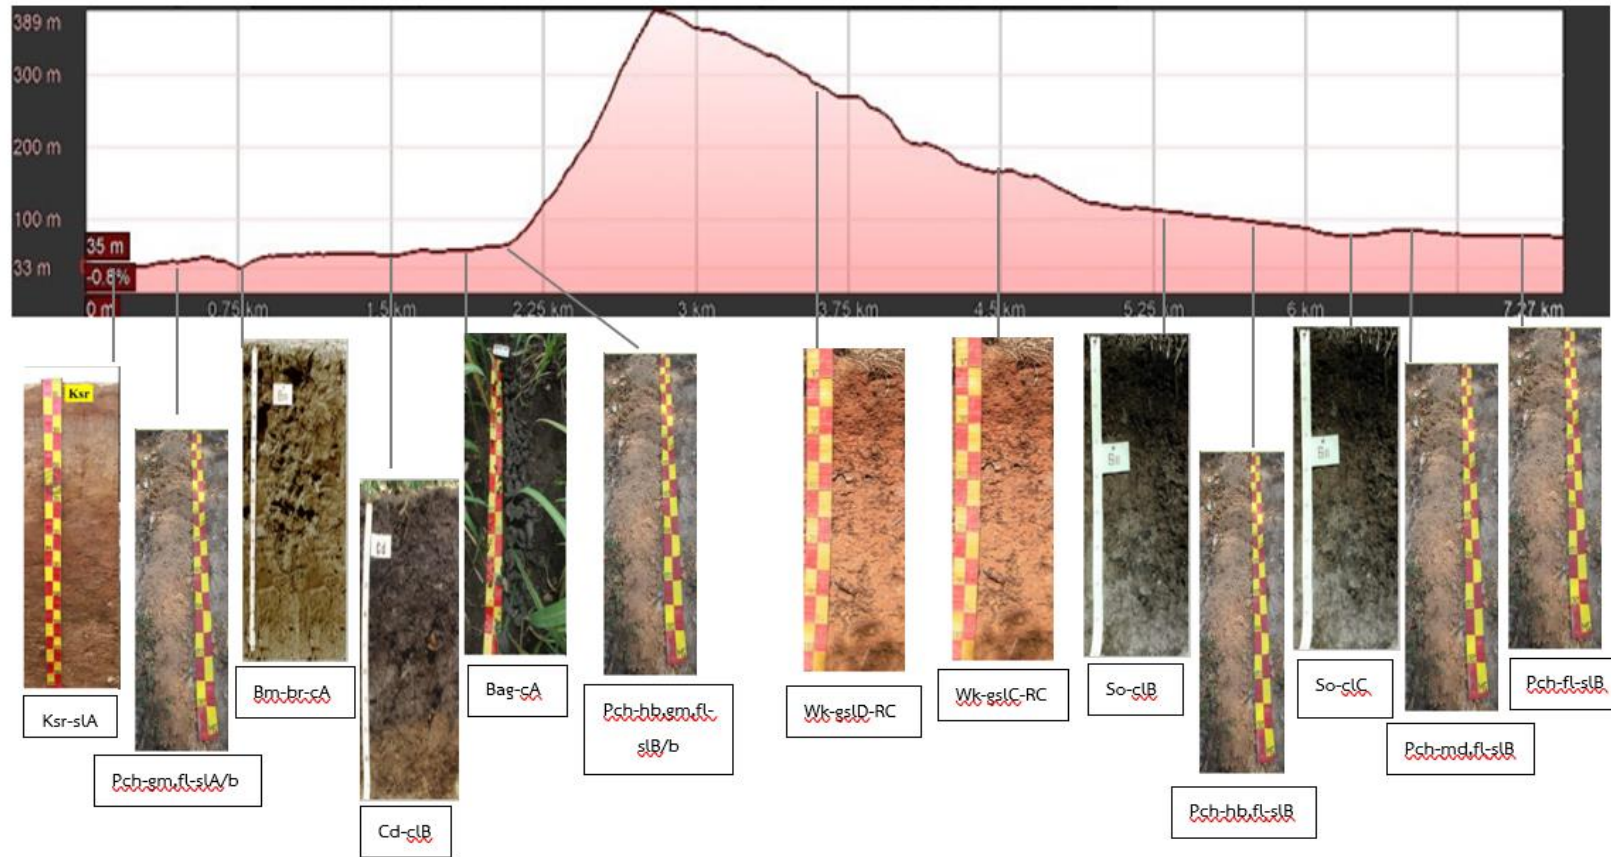 389 m
300 m
200 m
100 m
35 m
33 m
-0.8%
0 m
0.75 km
1.5 km
2.25 km
3 km
3.75 km
4.5 km
5.25 km
6 km
7.27 km
Ksr
Cd
Ksr-slA
Pch-gm,fl-slA/b
Bm-br-cA
Cd-clB
Bag-cA
Pch-hb,gm,fl-
slB/b
Wk-gslD-RC
Wk-gslC-RC
So-clB
Pch-hb,fl-slB
So-clC
Pch-md,fl-slB
Pch-fl-slB